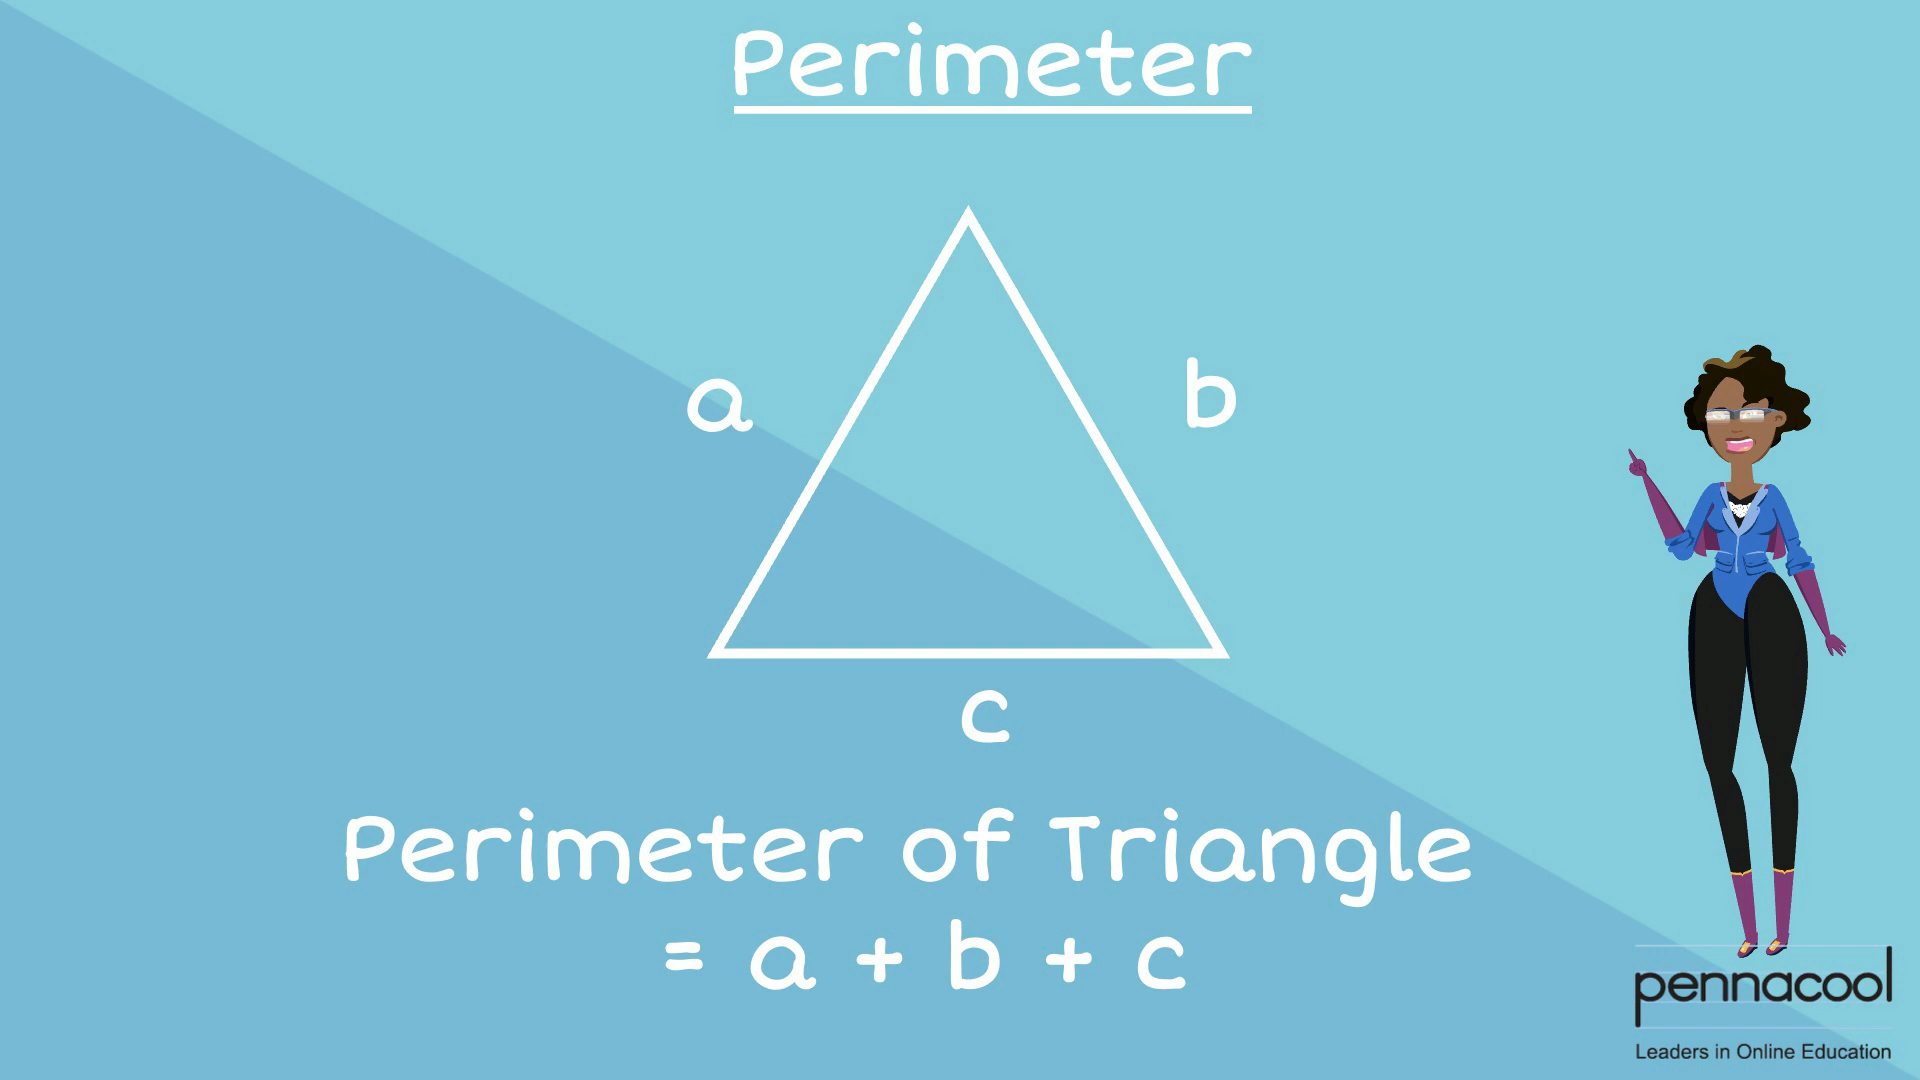 Perimeter
a
b
c
Perimeter of Triangle
= a + b + c
pennacool
Leaders in Online Education